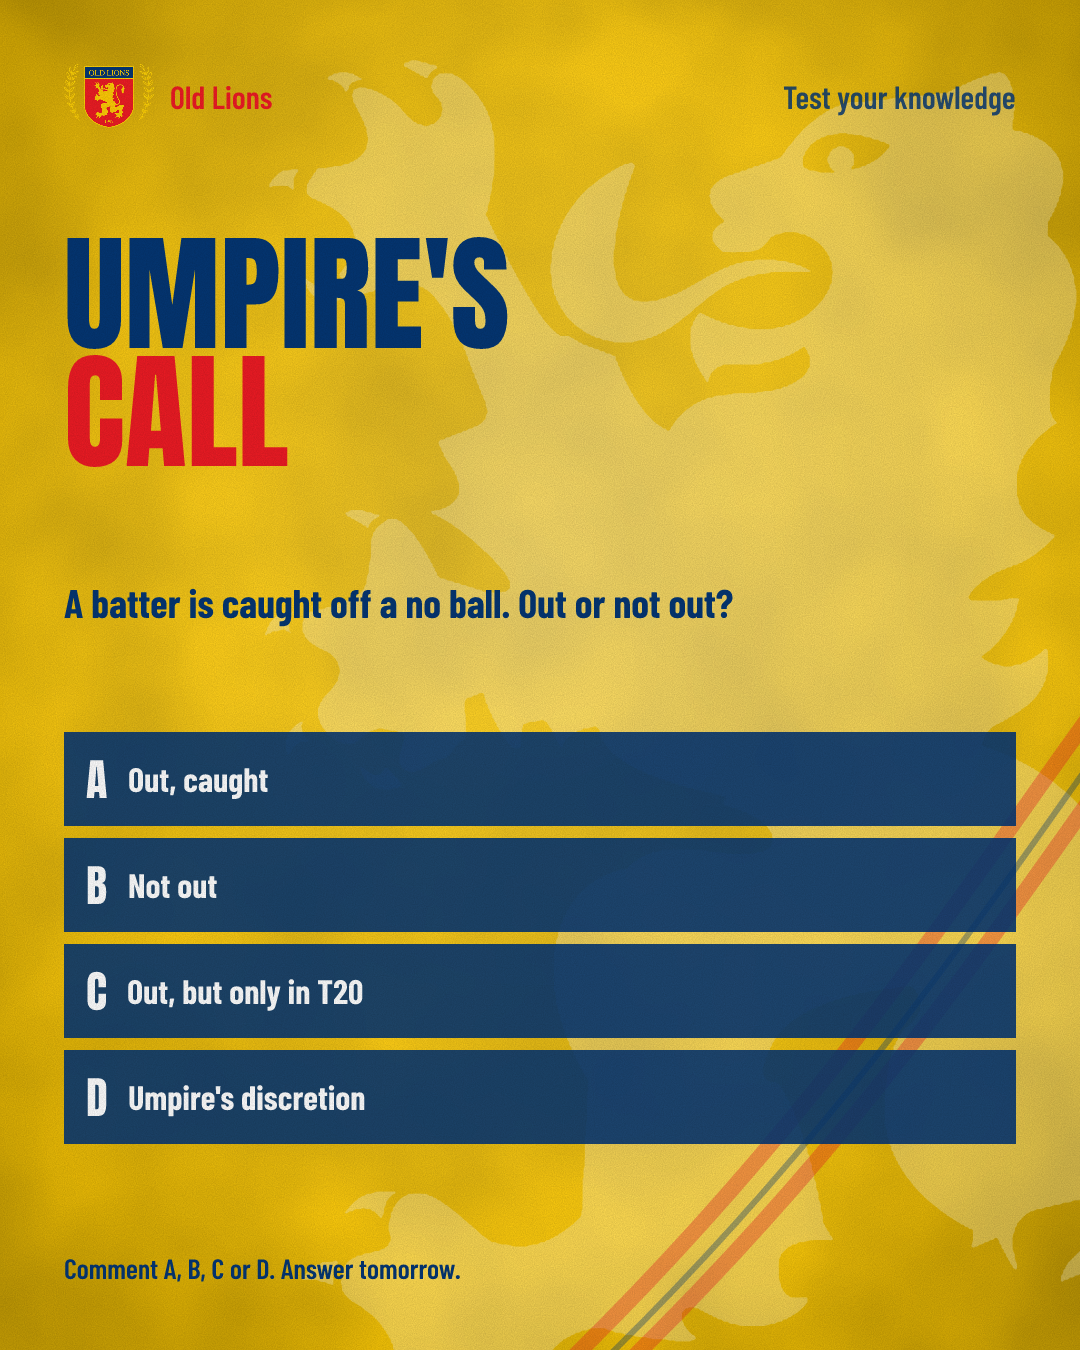 OLD LIONS
Old Lions
Test your knowledge
UMPIRE'S
CALL
A batter is caught off a no ball. Out or not out?
A Out, caught
B Not out
C Out, but only in T20
D Umpire's discretion
Comment A, B, C or D. Answer tomorrow.